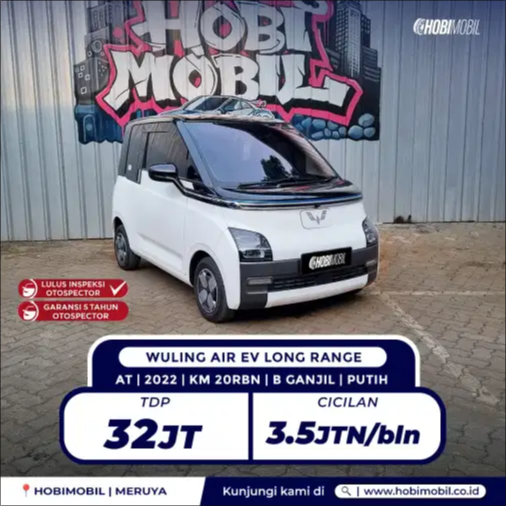 HOBIMOBIL
HOBI
MOBIL
HOBIMOBIL
LULUS INSPEKSI
OTOSPECTOR
GARANSI 5 TAHUN
OTOSPECTOR
WULING AIR EV LONG RANGE
AT | 2022 | KM 20RBN | B GANJIL | PUTIH
TDP
32JT
CICILAN
3.5JTN/bln
HOBIMOBIL | MERUYA
Kunjungi kami di
| www.hobimobil.co.id